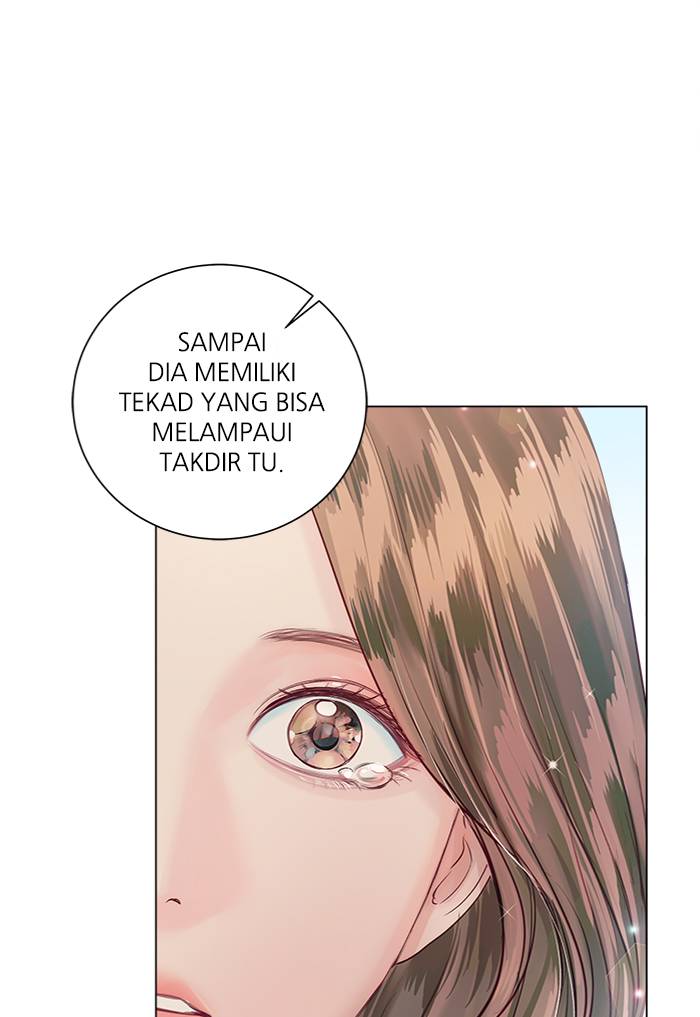 SAMPAI
DIA MEMILIKI
TEKAD YANG BISA
MELAMPAUI
TAKDIR TU.